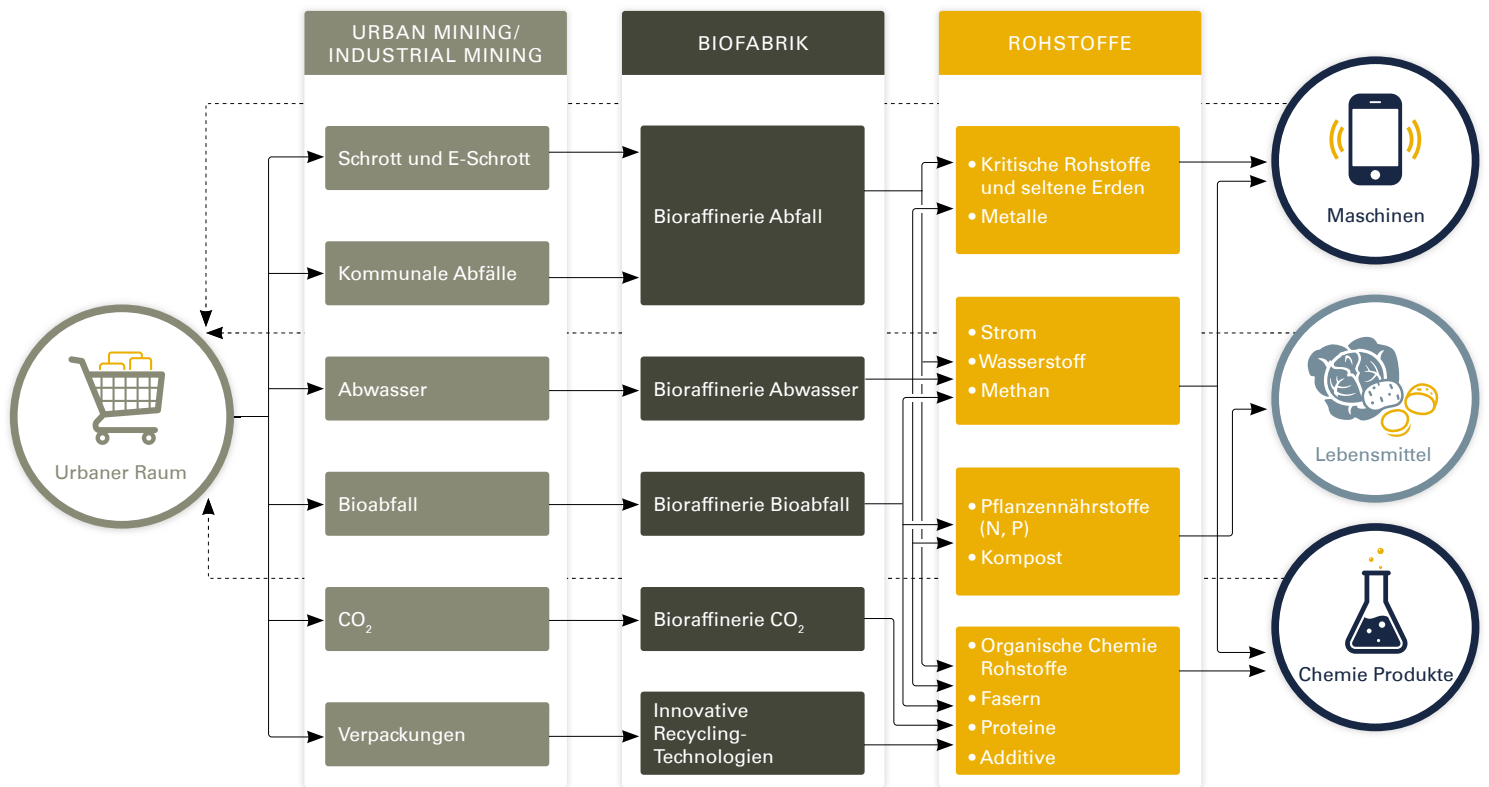 URBAN MINING/
INDUSTRIAL MINING
BIOFABRIK
ROHSTOFFE
Urbaner Raum
Schrott und E-Schrott
Kommunale Abfälle
Abwasser
Bioabfall
CO₂
Verpackungen
Bioraffinerie Abfall
Bioraffinerie Abwasser
Bioraffinerie Bioabfall
Bioraffinerie CO₂
Innovative
Recycling-
Technologien
• Kritische Rohstoffe
und seltene Erden
• Metalle
• Strom
• Wasserstoff
• Methan
• Pflanzennährstoffe
(N, P)
• Kompost
• Organische Chemie
Rohstoffe
• Fasern
• Proteine
• Additive
Maschinen
Lebensmittel
Chemie Produkte